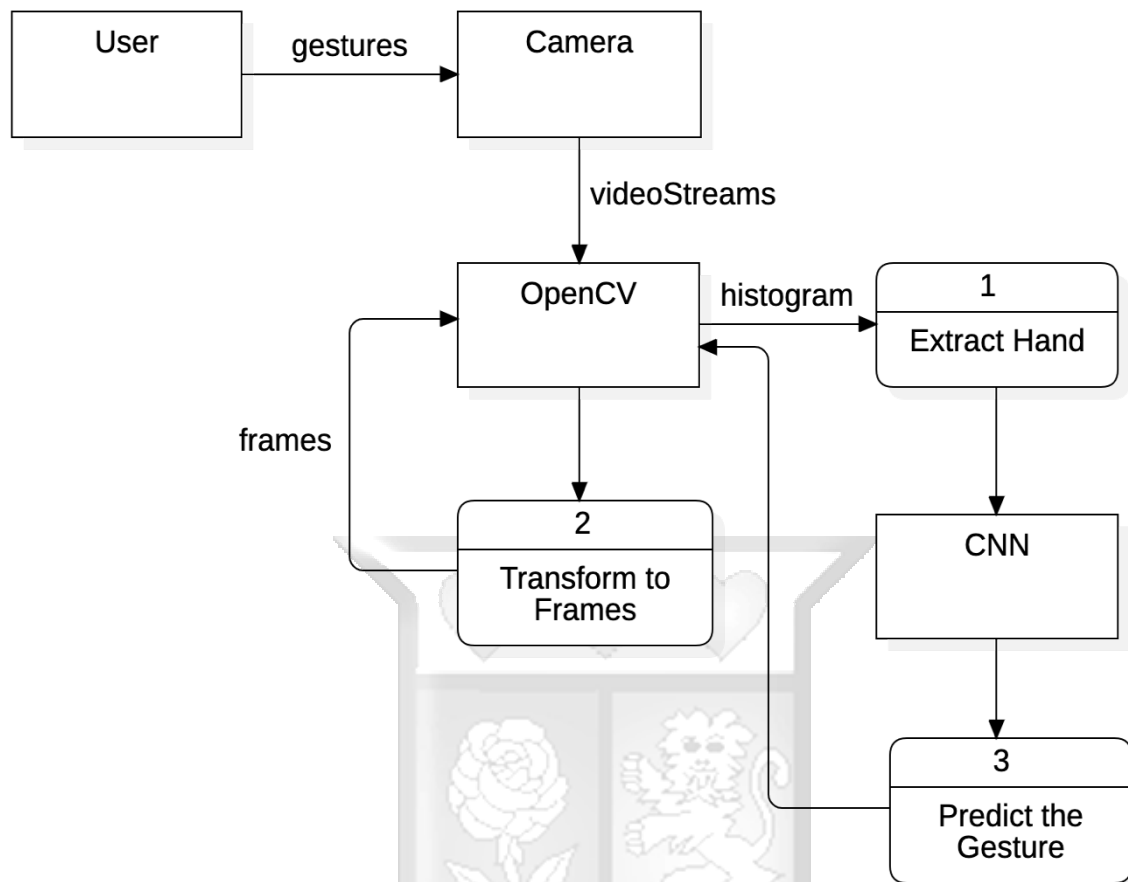 User
gestures
Camera
videoStreams
OpenCV
histogram
1
Extract Hand
frames
2
Transform to
Frames
CNN
3
Predict the
Gesture